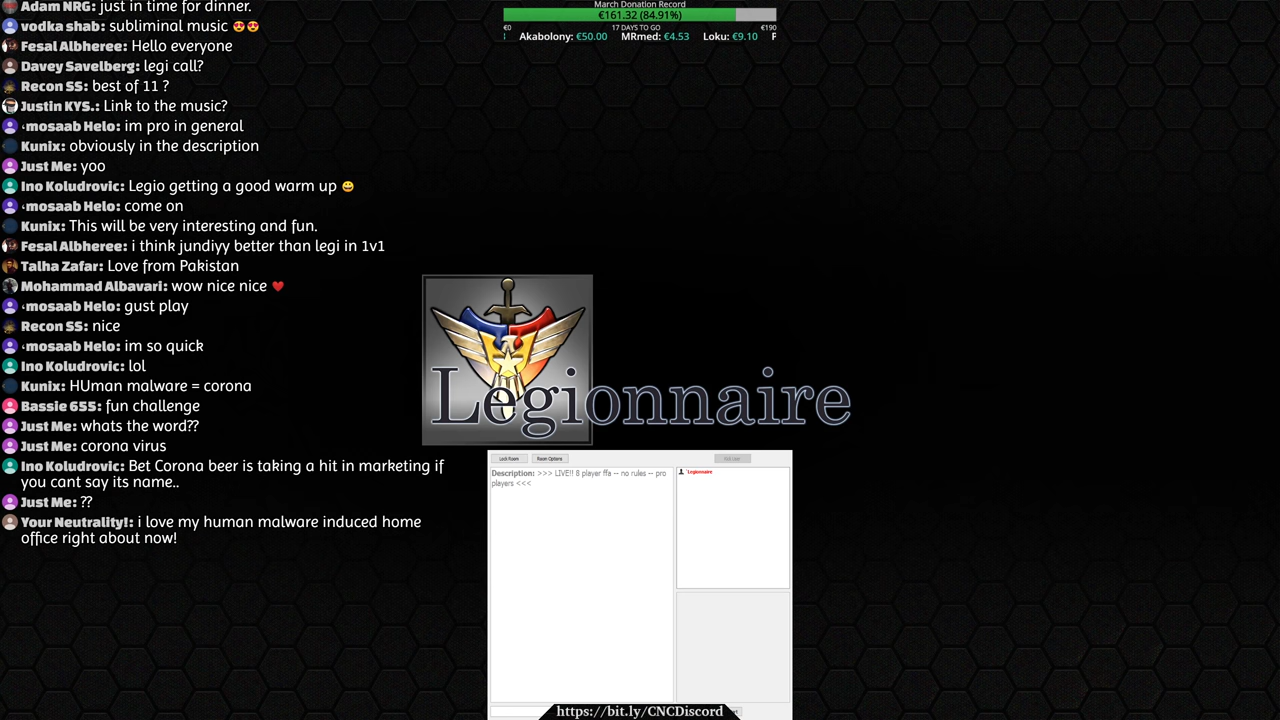 Adam NRG: just in time for dinner.
vodka shab: subliminal music 😍😍
Fesal Albheree: Hello everyone
Davey Savelberg: legi call?
Recon SS: best of 11 ?
Justin KYS.: Link to the music?
mosaab Helo: im pro in general
Kunix: obviously in the description
Just Me: yoo
Ino Koludrovic: Legio getting a good warm up 😀
mosaab Helo: come on
Kunix: This will be very interesting and fun.
Fesal Albheree: i think jundiyy better than legi in 1v1
Talha Zafar: Love from Pakistan
Mohammad Albavari: wow nice nice ❤️
mosaab Helo: gust play
Recon SS: nice
mosaab Helo: im so quick
Ino Koludrovic: lol
Kunix: HUman malware = corona
Bassie 655: fun challenge
Just Me: whats the word??
Just Me: corona virus
Ino Koludrovic: Bet Corona beer is taking a hit in marketing if
you cant say its name..
Just Me: ??
Your Neutrality!: i love my human malware induced home
office right about now!
March Donation Record
€161.32 (84.91%)
€0 17 DAYS TO GO €190
Akabolony: €50.00 MRmed: €4.53 Loku: €9.10 P
Legionnaire
Lock Room Room Options
Description: >>> LIVE!! 8 player ffa -- no rules -- pro
players <<<
`Legionnaire
https://bit.ly/CNCDiscord